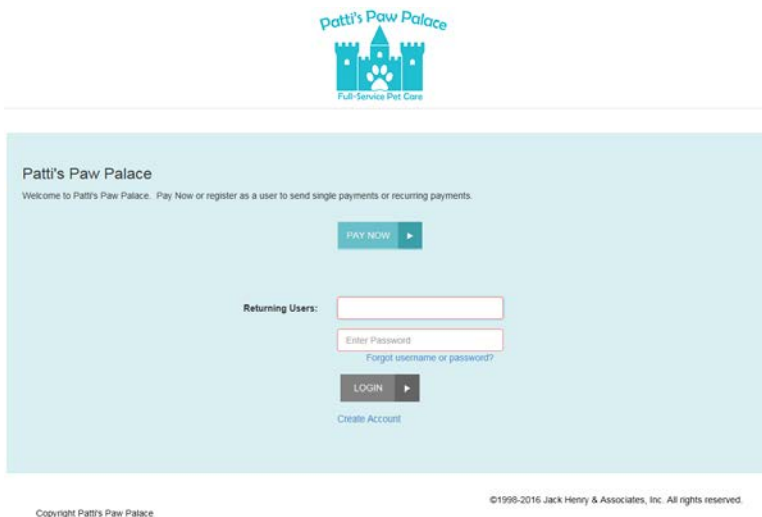 Patti's Paw Palace
Full-Service Pet Care
Patti's Paw Palace
Welcome to Patti's Paw Palace. Pay Now or register as a user to send single payments or recurring payments.
PAY NOW
Returning Users:
Enter Password
Forgot username or password?
LOGIN
Create Account
©1998-2016 Jack Henry & Associates, Inc. All rights reserved.
Copyright Patti's Paw Palace